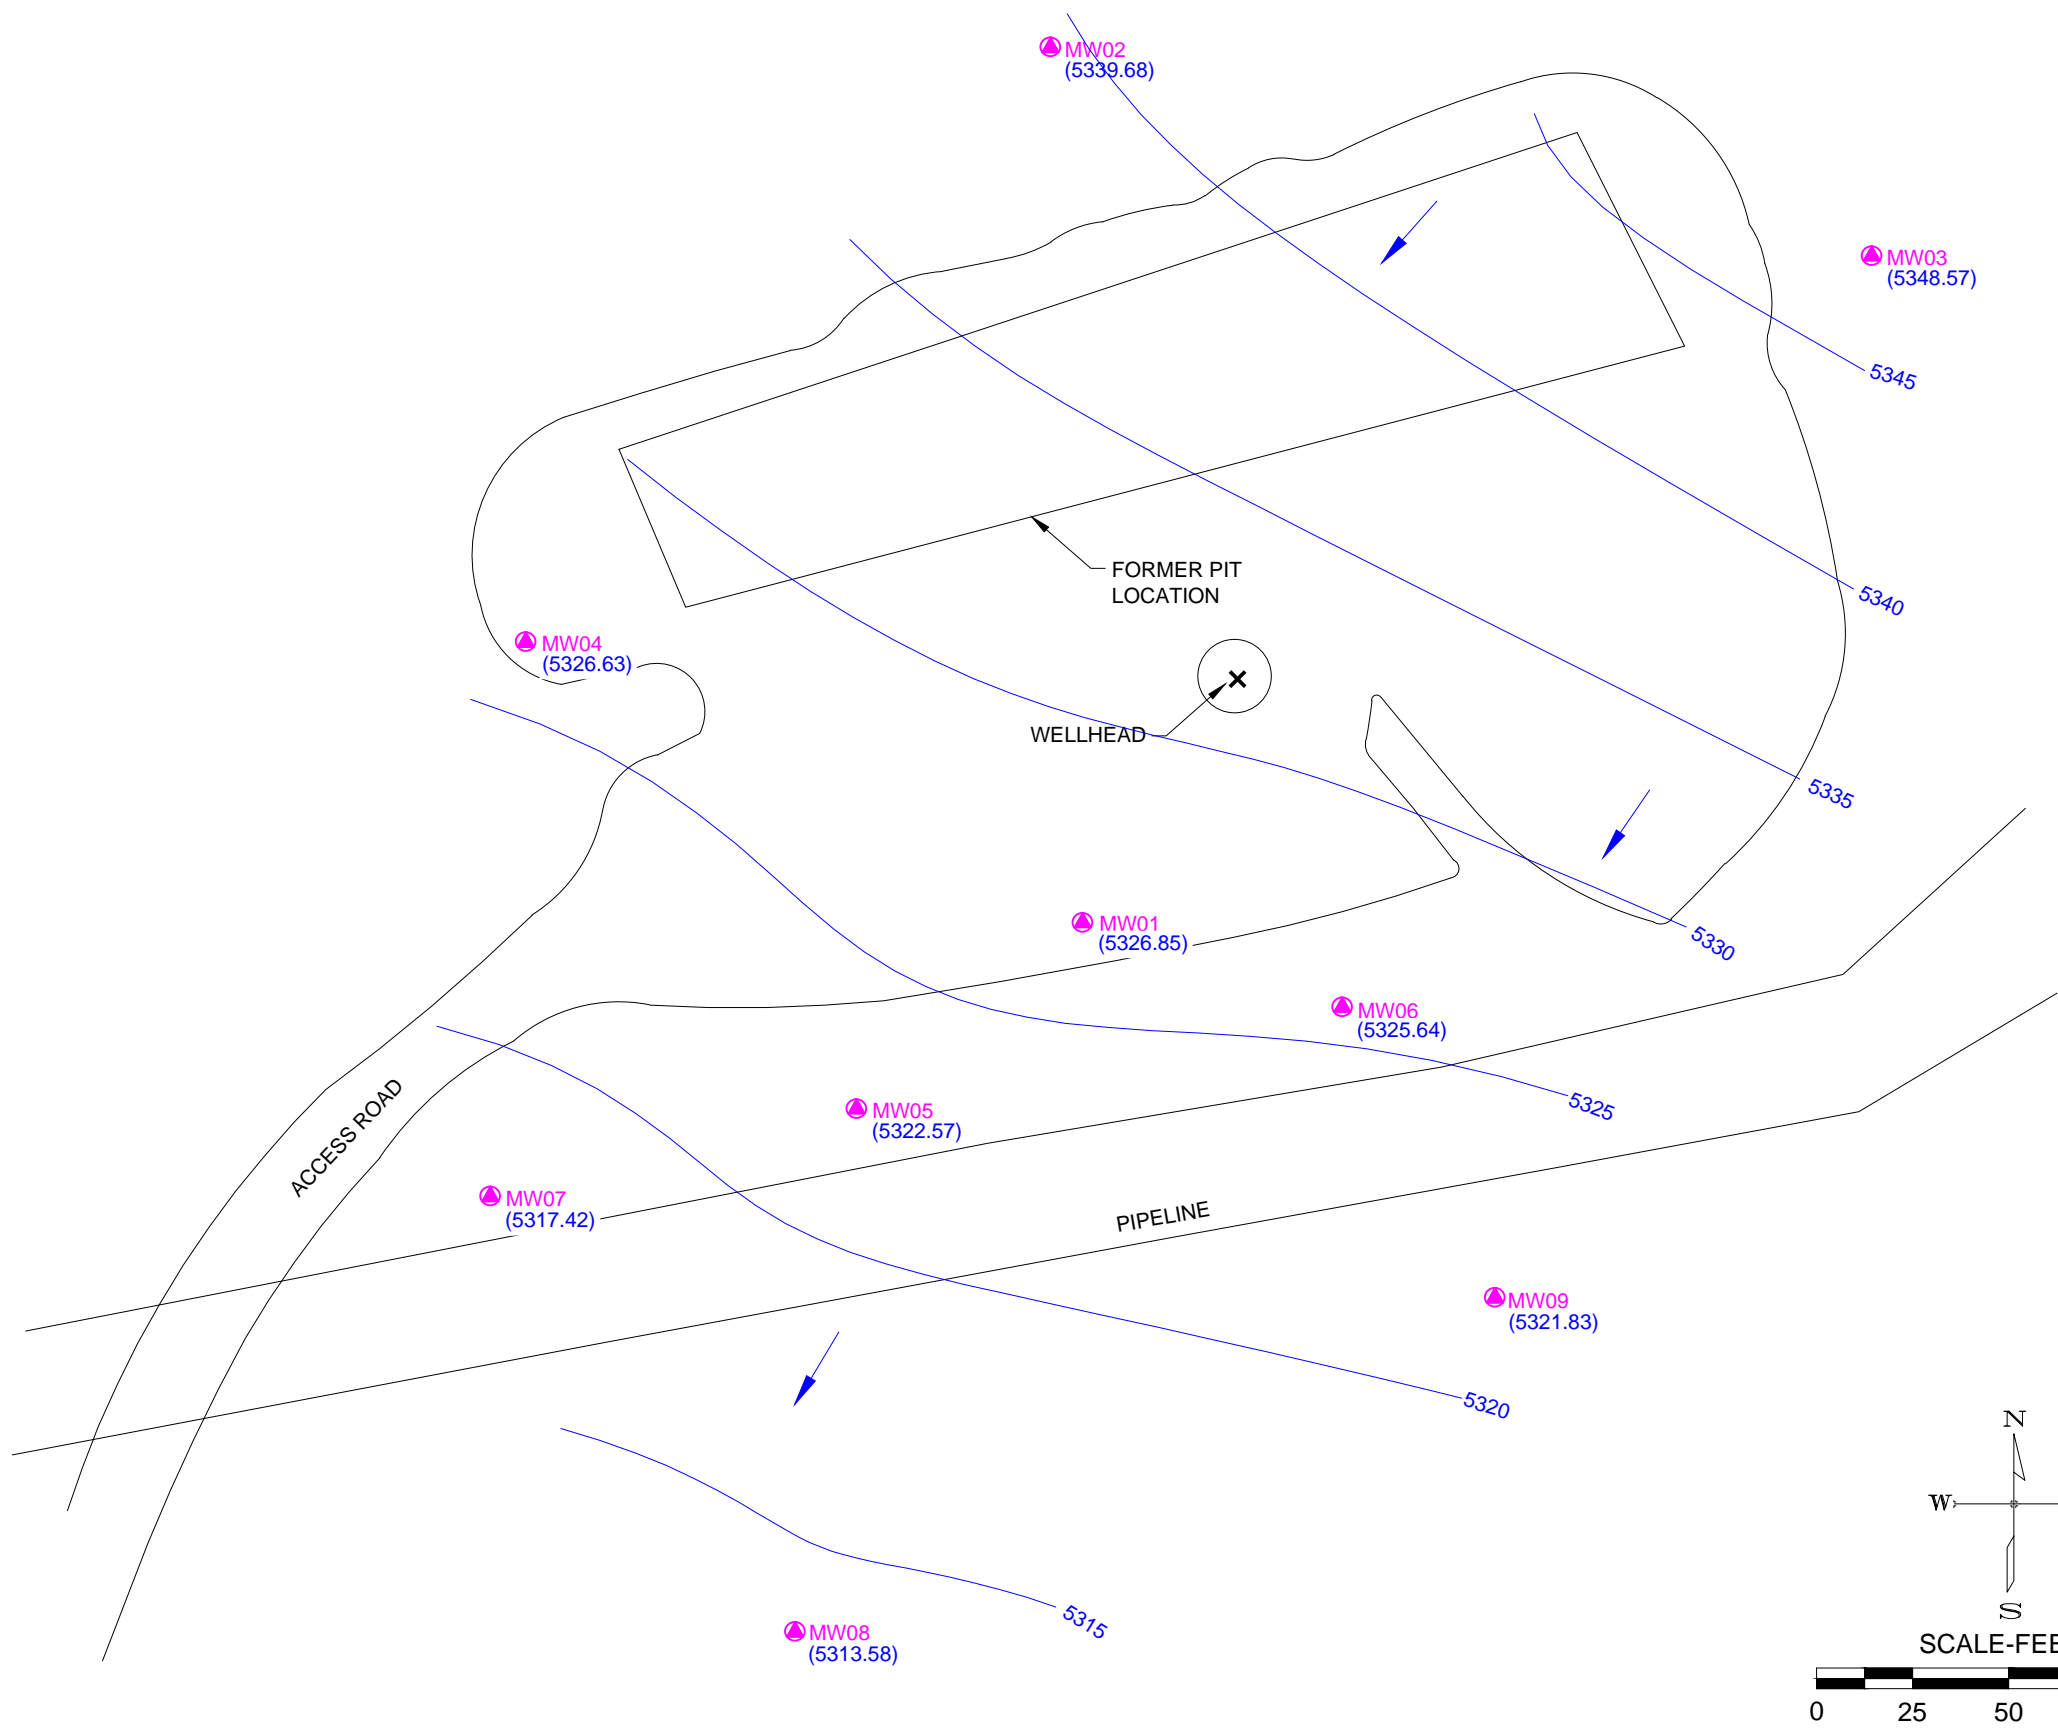 MW02
(5339.68)
MW03
(5348.57)
5345
FORMER PIT
LOCATION
5340
MW04
(5326.63)
WELLHEAD
5335
MW01
(5326.85)
5330
MW06
(5325.64)
ACCESS ROAD
MW05
(5322.57)
5325
MW07
(5317.42)
PIPELINE
MW09
(5321.83)
5320
N
W
S
MW08
(5313.58)
5315
SCALE-FEE
0 25 50